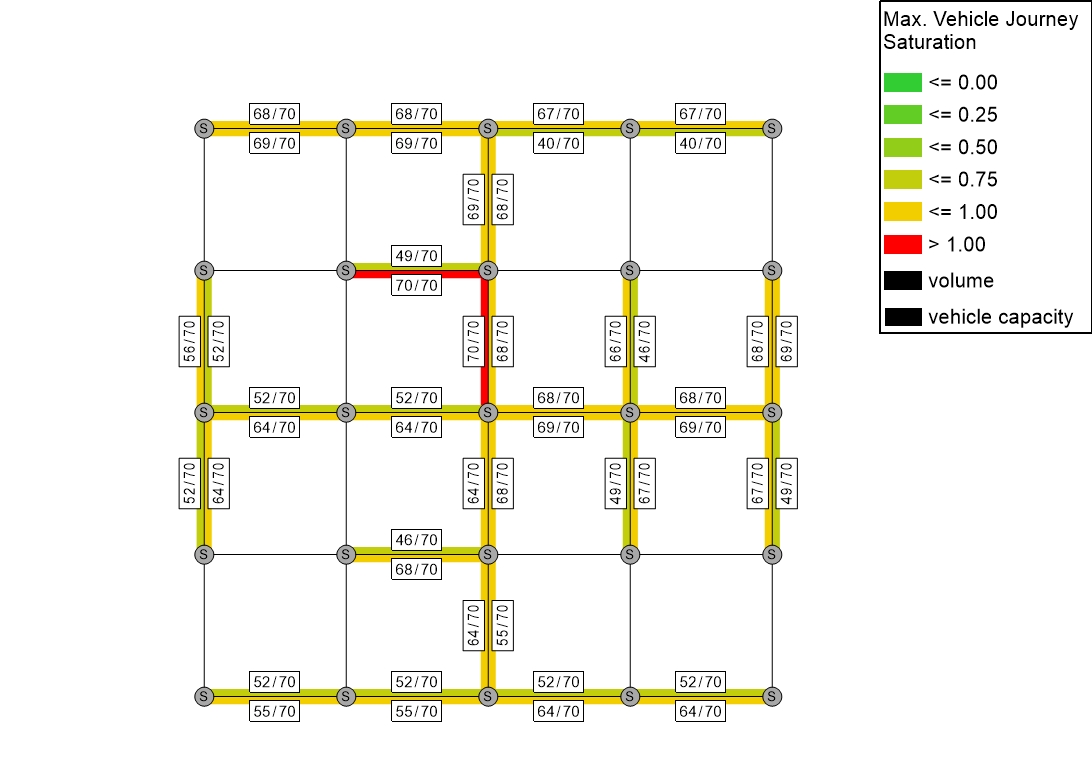 Max. Vehicle Journey
Saturation
<= 0.00
<= 0.25
<= 0.50
<= 0.75
<= 1.00
> 1.00
volume
vehicle capacity
68/70 68/70 67/70 67/70
S S S S S
69/70 69/70 40/70 40/70
69/70 68/70
49/70
S S S S S
70/70
56/70 52/70 70/70 68/70 66/70 46/70 68/70 69/70
52/70 52/70 68/70 68/70
S S S S S
64/70 64/70 69/70 69/70
52/70 64/70 64/70 68/70 49/70 67/70 67/70 49/70
46/70
S S S S S
68/70
64/70 55/70
52/70 52/70 52/70 52/70
S S S S S
55/70 55/70 64/70 64/70